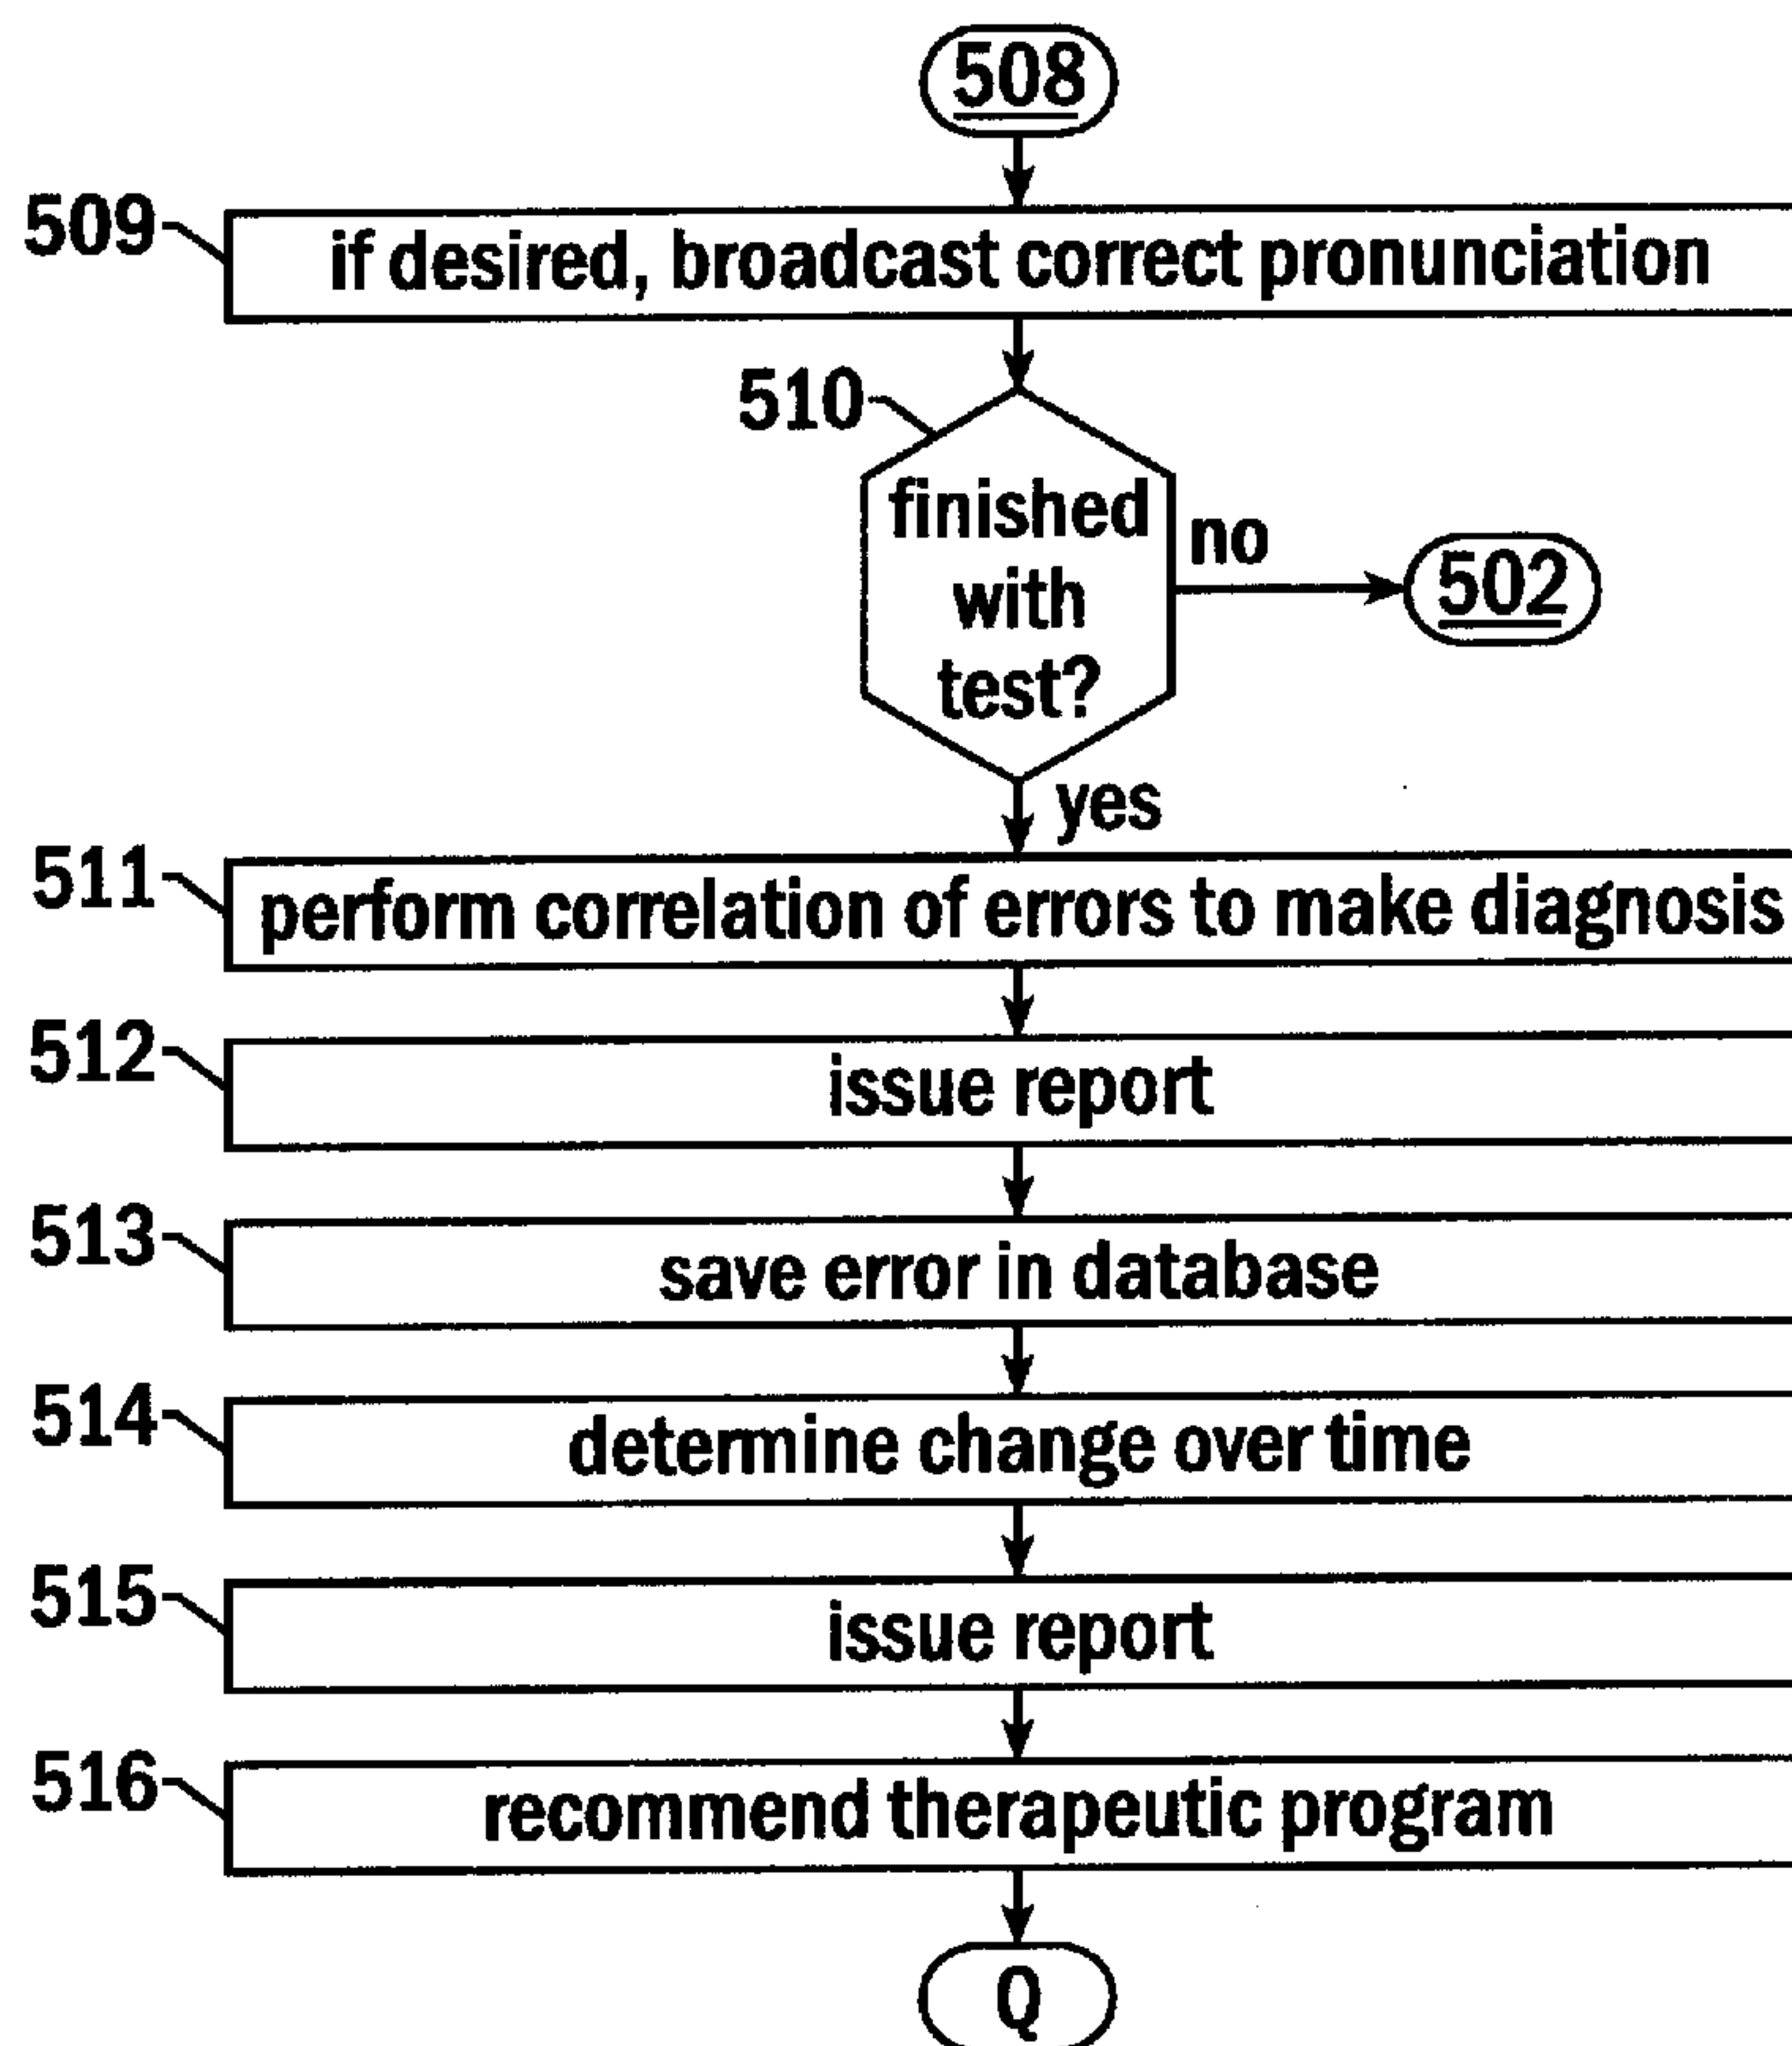 508
509
if desired, broadcast correct pronunciation
510
finished
with
test?
no
502
yes
511
perform correlation of errors to make diagnosis
512
issue report
513
save error in database
514
determine change over time
515
issue report
516
recommend therapeutic program
Q